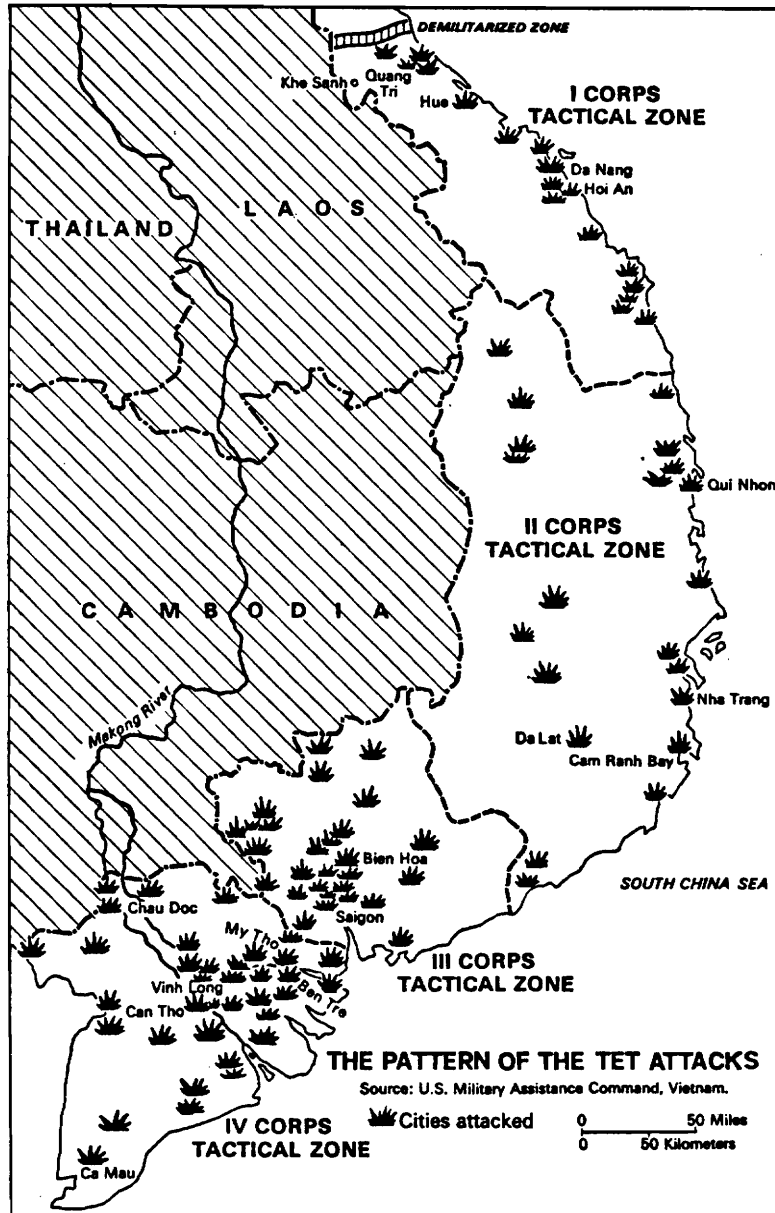 DEMILITARIZED ZONE
Khe Sanh
Quang
Tri
Hue
I CORPS
TACTICAL ZONE
Da Nang
Hoi An
LAOS
THAILAND
Qui Nhon
II CORPS
TACTICAL ZONE
CAMBODIA
Mekong River
Nha Trang
Da Lat
Cam Ranh Bay
Bien Hoa
SOUTH CHINA SEA
Chau Doc
Saigon
My Tho
III CORPS
TACTICAL ZONE
Vinh Long
Ben Tre
Can Tho
THE PATTERN OF THE TET ATTACKS
Source: U.S. Military Assistance Command, Vietnam.
Cities attacked
0 50 Miles
0 50 Kilometers
IV CORPS
TACTICAL ZONE
Ca Mau